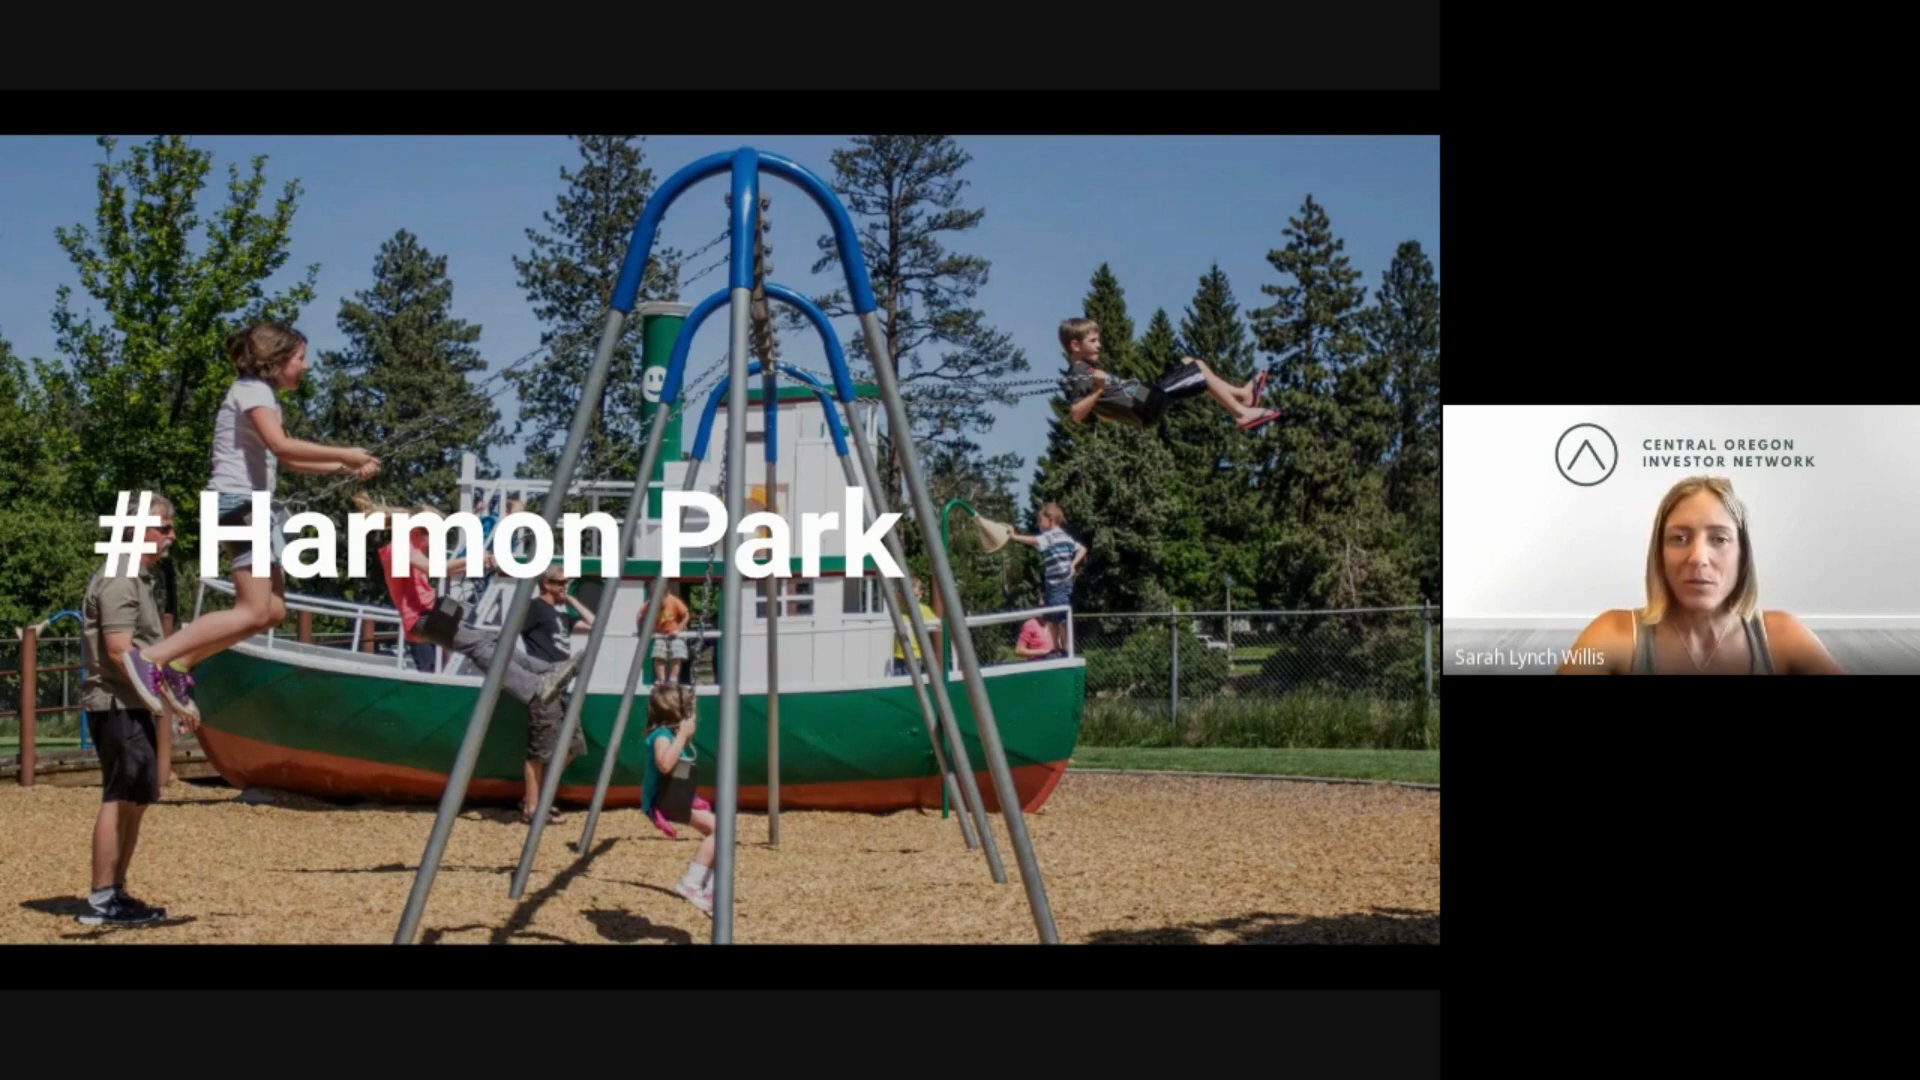 # Harmon Park
CENTRAL OREGON
INVESTOR NETWORK
Sarah Lynch Willis